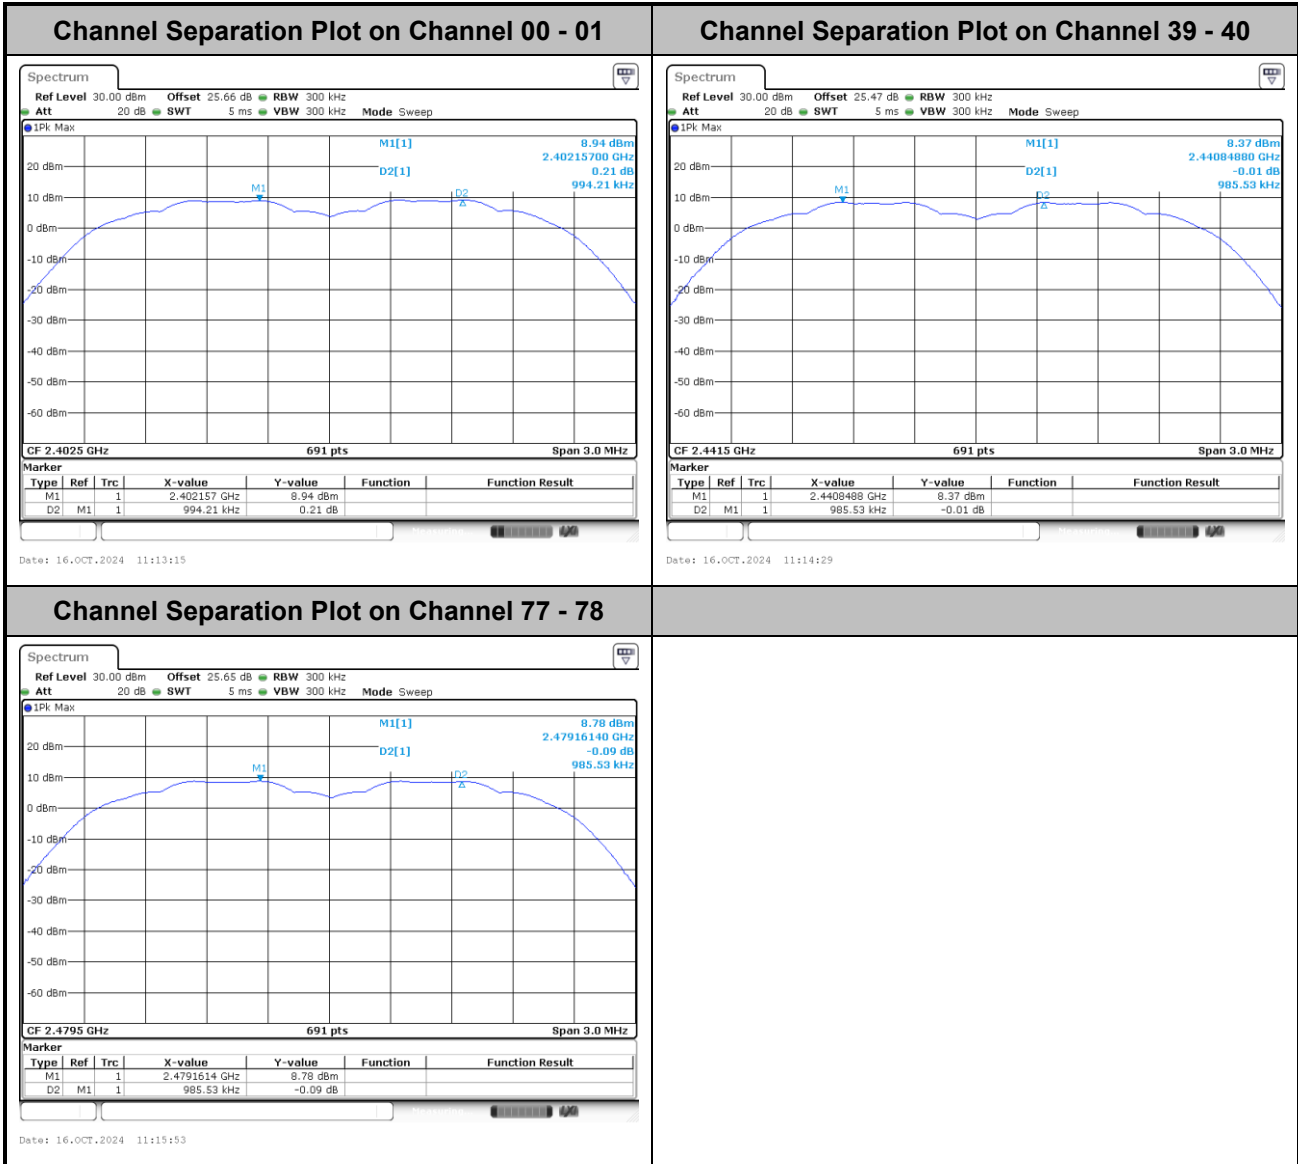 Channel Separation Plot on Channel 00 - 01
Spectrum
Ref Level 30.00 dBm Offset 25.66 dB RBW 300 kHz
Att 20 dB SWT 5 ms VBW 300 kHz Mode Sweep
1Pk Max
M1[1] 8.94 dBm
2.40215700 GHz
D2[1] 0.21 dB
994.21 kHz
M1
D2
20 dBm
10 dBm
0 dBm
-10 dBm
-20 dBm
-30 dBm
-40 dBm
-50 dBm
-60 dBm
CF 2.4025 GHz 691 pts Span 3.0 MHz
Marker
Type Ref Trc X-value Y-value Function Function Result
M1 1 2.402157 GHz 8.94 dBm
D2 M1 1 994.21 kHz 0.21 dB
Date: 16.OCT.2024 11:13:15
Channel Separation Plot on Channel 39 - 40
Spectrum
Ref Level 30.00 dBm Offset 25.47 dB RBW 300 kHz
Att 20 dB SWT 5 ms VBW 300 kHz Mode Sweep
1Pk Max
M1[1] 8.37 dBm
2.44084880 GHz
D2[1] -0.01 dB
985.53 kHz
M1
D2
20 dBm
10 dBm
0 dBm
-10 dBm
-20 dBm
-30 dBm
-40 dBm
-50 dBm
-60 dBm
CF 2.4415 GHz 691 pts Span 3.0 MHz
Marker
Type Ref Trc X-value Y-value Function Function Result
M1 1 2.4408488 GHz 8.37 dBm
D2 M1 1 985.53 kHz -0.01 dB
Date: 16.OCT.2024 11:14:29
Channel Separation Plot on Channel 77 - 78
Spectrum
Ref Level 30.00 dBm Offset 25.65 dB RBW 300 kHz
Att 20 dB SWT 5 ms VBW 300 kHz Mode Sweep
1Pk Max
M1[1] 8.78 dBm
2.47916140 GHz
D2[1] -0.09 dB
985.53 kHz
M1
D2
20 dBm
10 dBm
0 dBm
-10 dBm
-20 dBm
-30 dBm
-40 dBm
-50 dBm
-60 dBm
CF 2.4795 GHz 691 pts Span 3.0 MHz
Marker
Type Ref Trc X-value Y-value Function Function Result
M1 1 2.4791614 GHz 8.78 dBm
D2 M1 1 985.53 kHz -0.09 dB
Date: 16.OCT.2024 11:15:53